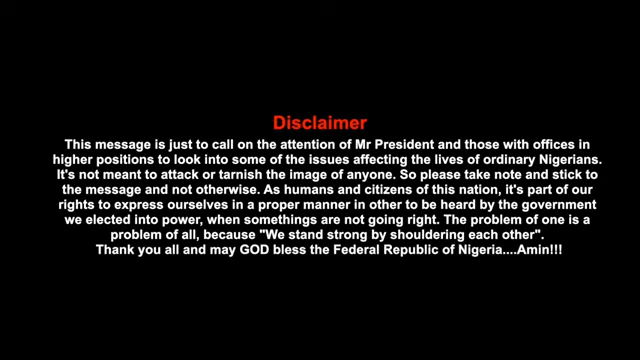 Disclaimer
This message is just to call on the attention of Mr President and those with offices in
higher positions to look into some of the issues affecting the lives of ordinary Nigerians.
It's not meant to attack or tarnish the image of anyone. So please take note and stick to
the message and not otherwise. As humans and citizens of this nation, it's part of our
rights to express ourselves in a proper manner in other to be heard by the government
we elected into power, when somethings are not going right. The problem of one is a
problem of all, because "We stand strong by shouldering each other".
Thank you all and may GOD bless the Federal Republic of Nigeria....Amin!!!